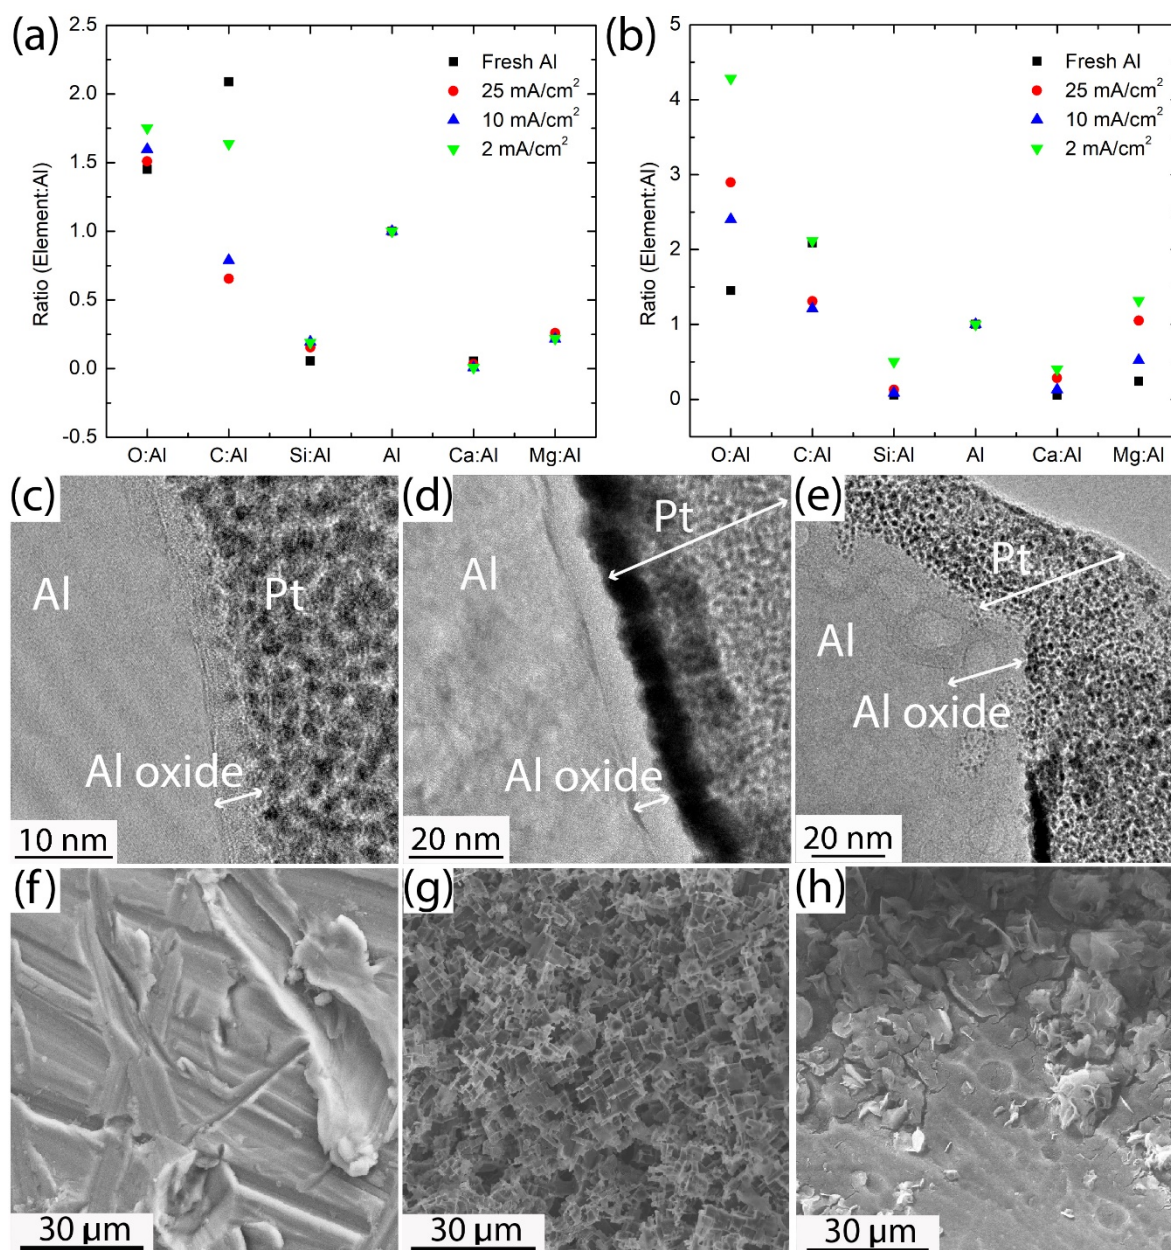 (a)
2.5
2.0
1.5
1.0
0.5
0.0
-0.5
Ratio (Element:Al)
Fresh Al
25 mA/cm²
10 mA/cm²
2 mA/cm²
O:Al C:Al Si:Al Al Ca:Al Mg:Al
(b)
5
4
3
2
1
0
Ratio (Element:Al)
Fresh Al
25 mA/cm²
10 mA/cm²
2 mA/cm²
O:Al C:Al Si:Al Al Ca:Al Mg:Al
(c)
Al
Pt
Al oxide
10 nm
(d)
Pt
Al
Al oxide
20 nm
(e)
Pt
Al
Al oxide
20 nm
(f)
30 µm
(g)
30 µm
(h)
30 µm